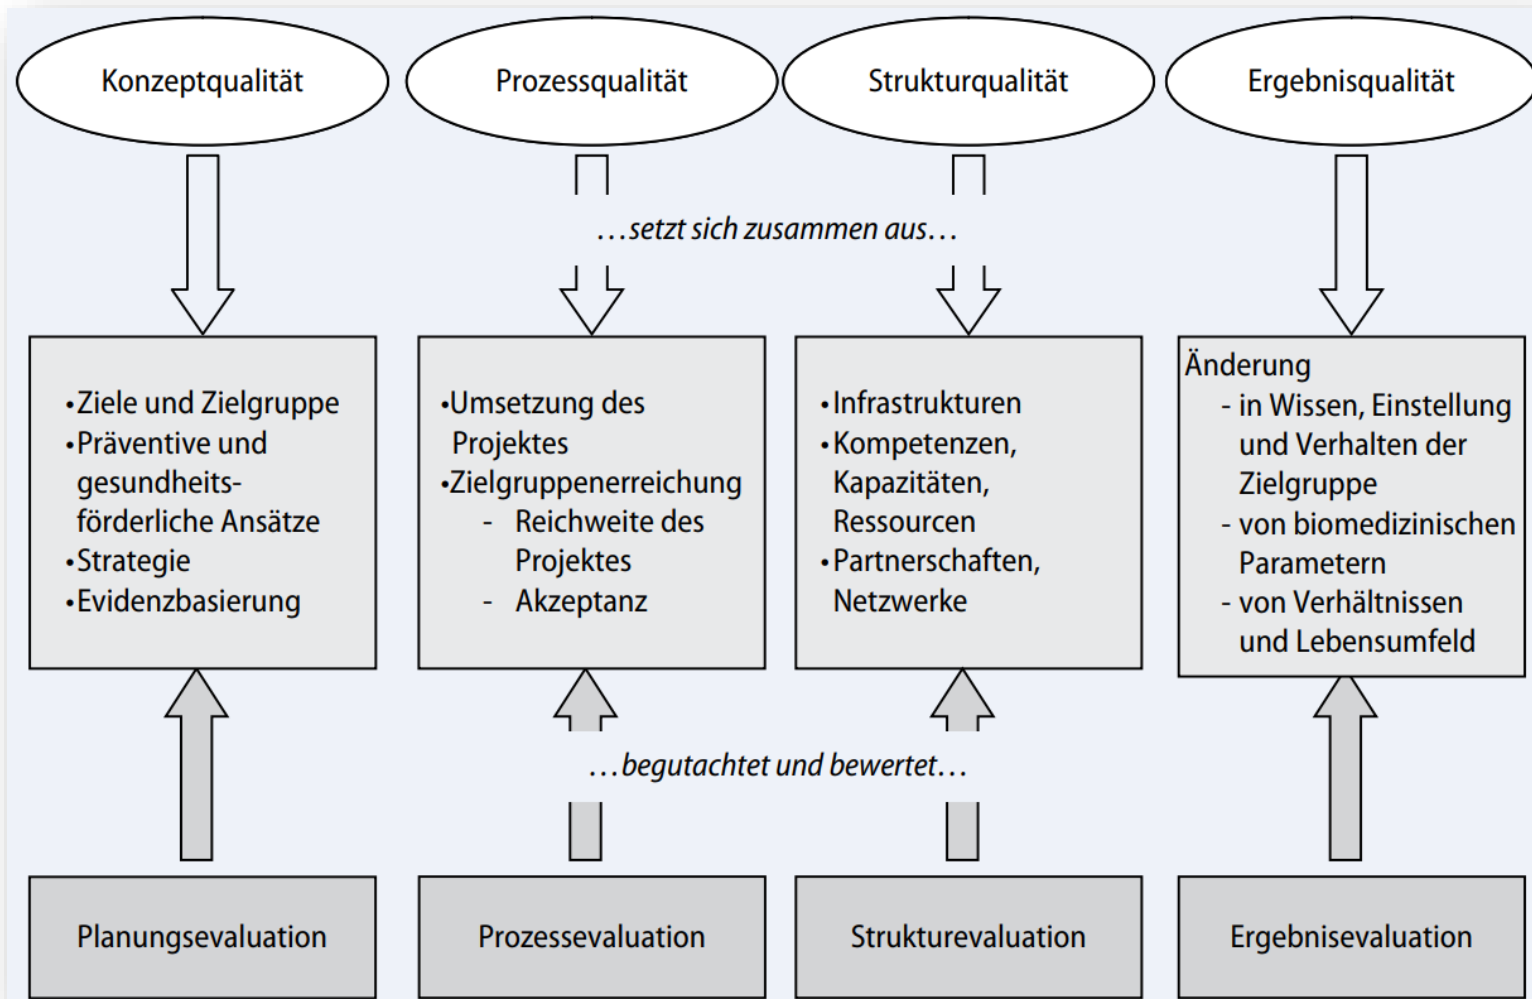 Konzeptqualität
Prozessqualität
Strukturqualität
Ergebnisqualität
…setzt sich zusammen aus…
•Ziele und Zielgruppe
•Präventive und
gesundheits-
förderliche Ansätze
•Strategie
•Evidenzbasierung
•Umsetzung des
Projektes
•Zielgruppenerreichung
- Reichweite des
Projektes
- Akzeptanz
•Infrastrukturen
•Kompetenzen,
Kapazitäten,
Ressourcen
•Partnerschaften,
Netzwerke
Änderung
- in Wissen, Einstellung
und Verhalten der
Zielgruppe
- von biomedizinischen
Parametern
- von Verhältnissen
und Lebensumfeld
…begutachtet und bewertet…
Planungsevaluation
Prozessevaluation
Strukturevaluation
Ergebnisevaluation